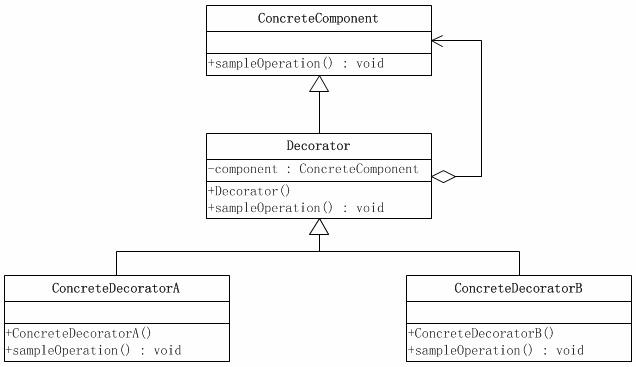 ConcreteComponent
+sampleOperation() : void
Decorator
-component : ConcreteComponent
+Decorator()
+sampleOperation() : void
ConcreteDecoratorA
+ConcreteDecoratorA()
+sampleOperation() : void
ConcreteDecoratorB
+ConcreteDecoratorB()
+sampleOperation() : void